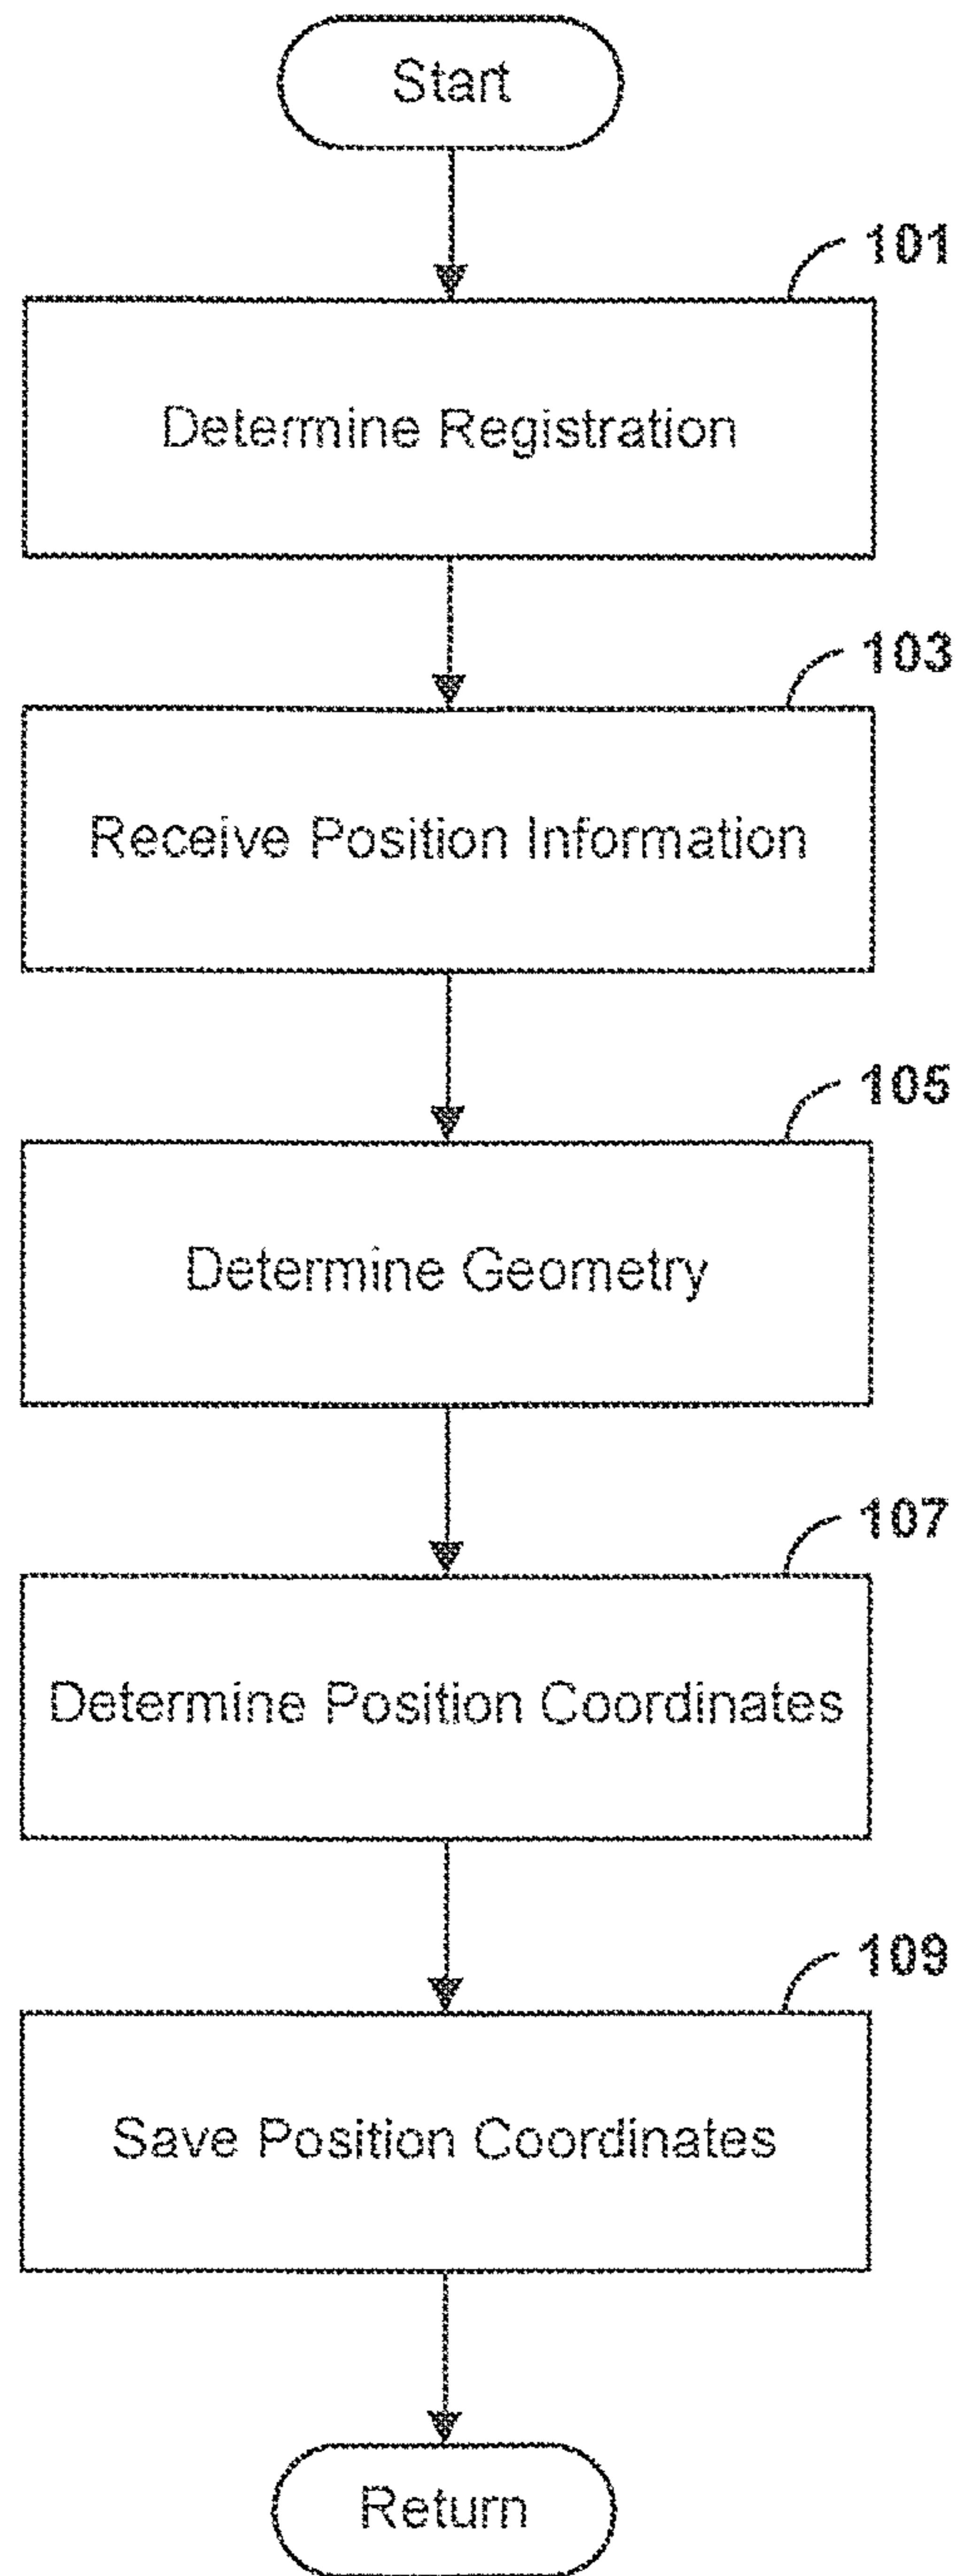 Start
101
Determine Registration
103
Receive Position Information
105
Determine Geometry
107
Determine Position Coordinates
109
Save Position Coordinates
Return